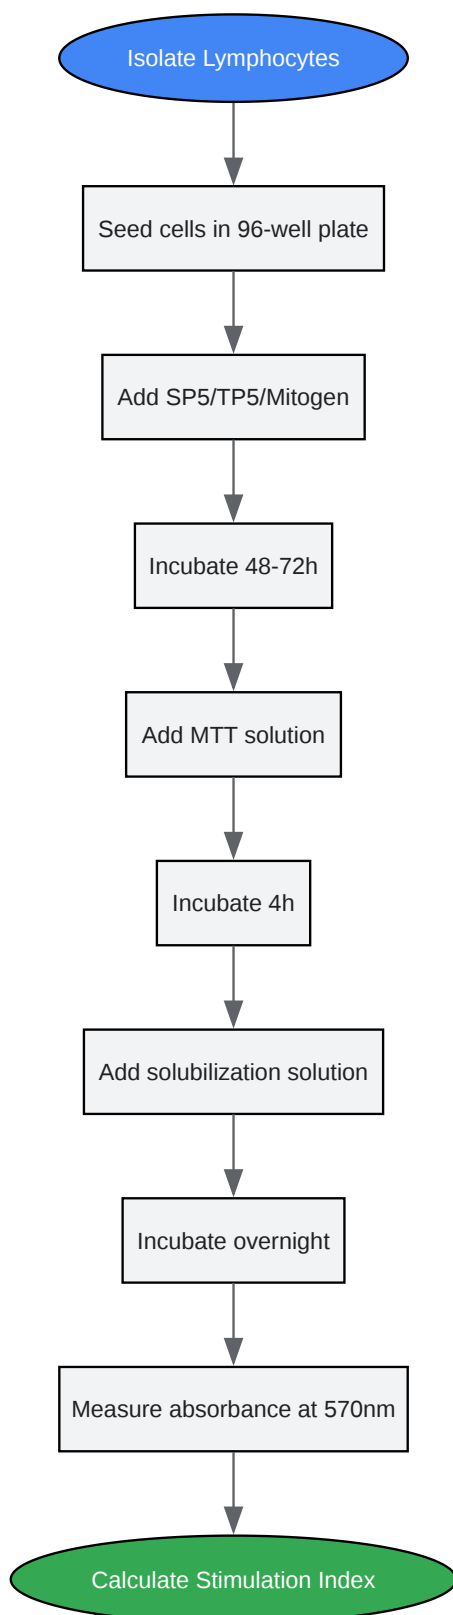 Isolate Lymphocytes
Seed cells in 96-well plate
Add SP5/TP5/Mitogen
Incubate 48-72h
Add MTT solution
Incubate 4h
Add solubilization solution
Incubate overnight
Measure absorbance at 570nm
Calculate Stimulation Index